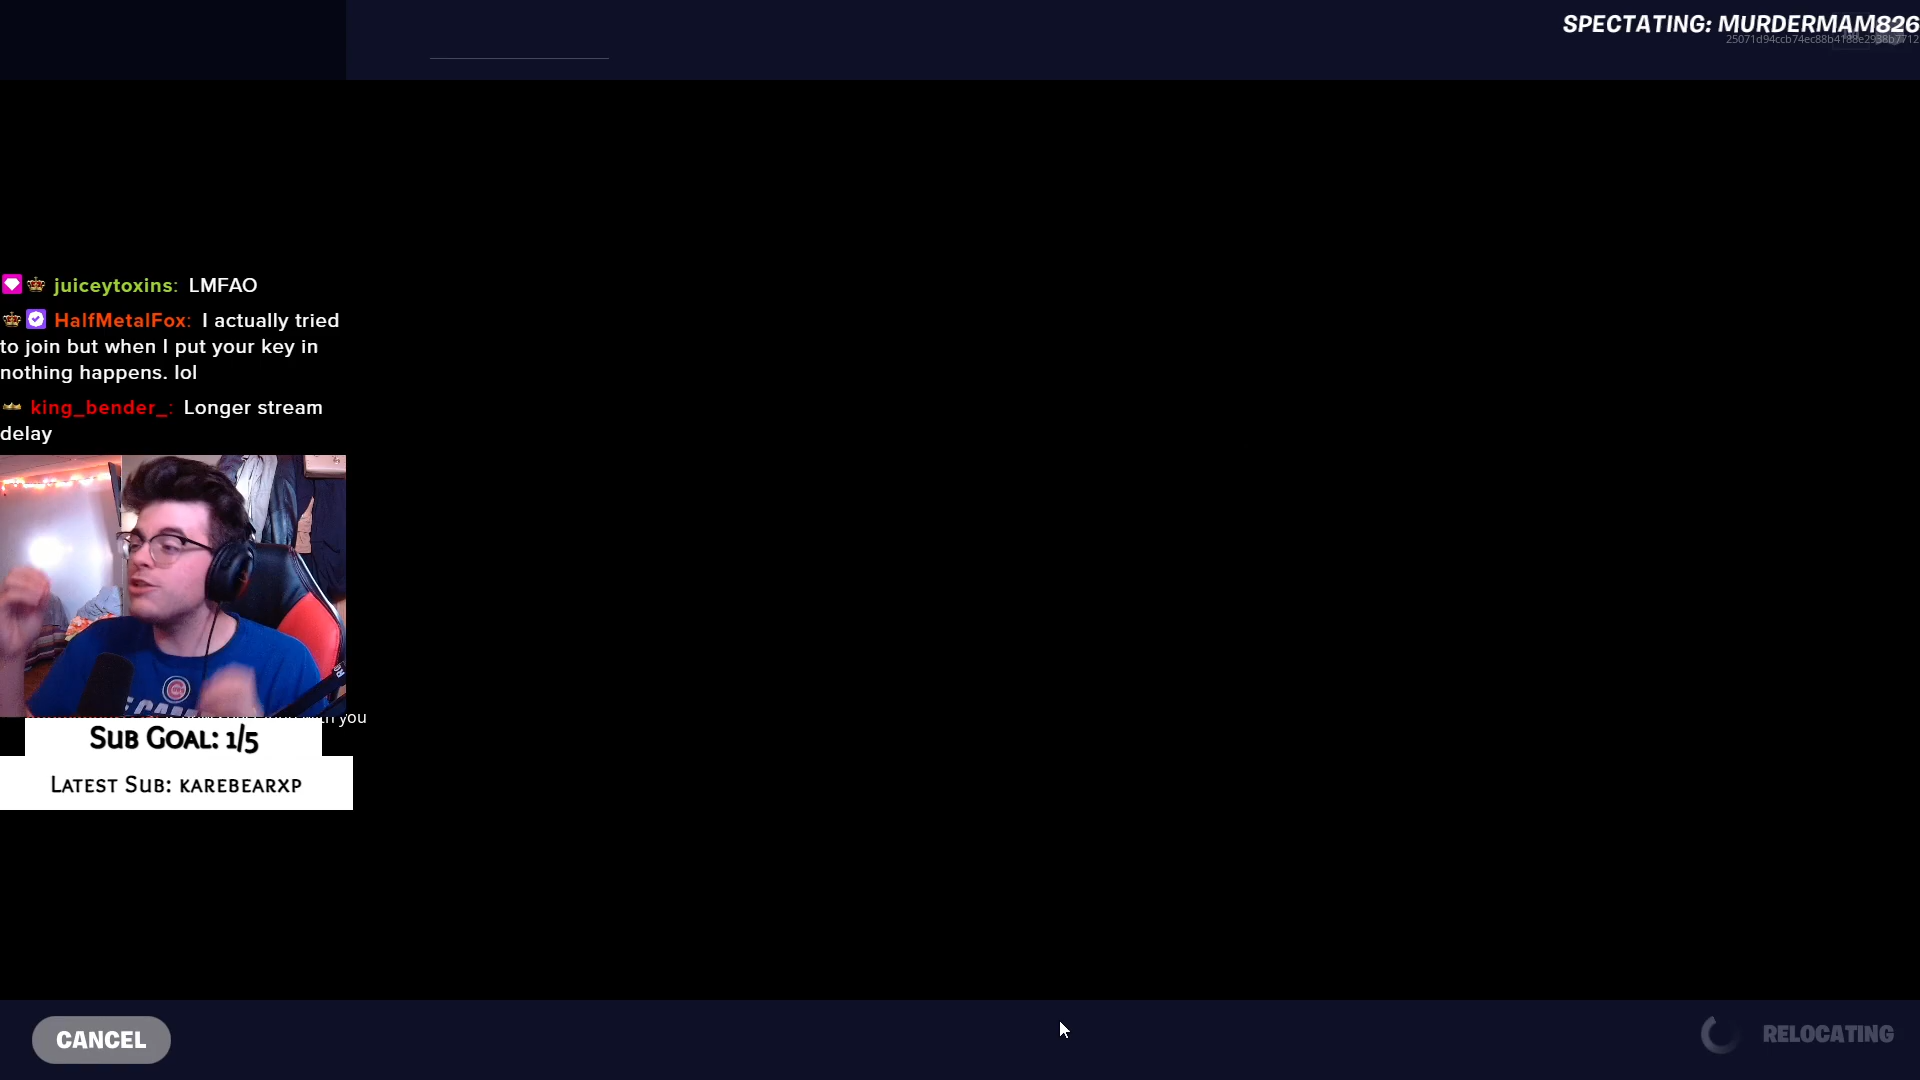 SPECTATING: MURDERMAM826
juiceytoxins: LMFAO
HalfMetalFox: I actually tried
to join but when I put your key in
nothing happens. lol
king_bender_: Longer stream
delay
you
Sub Goal: 1/5
Latest Sub: karebearxp
CANCEL
RELOCATING